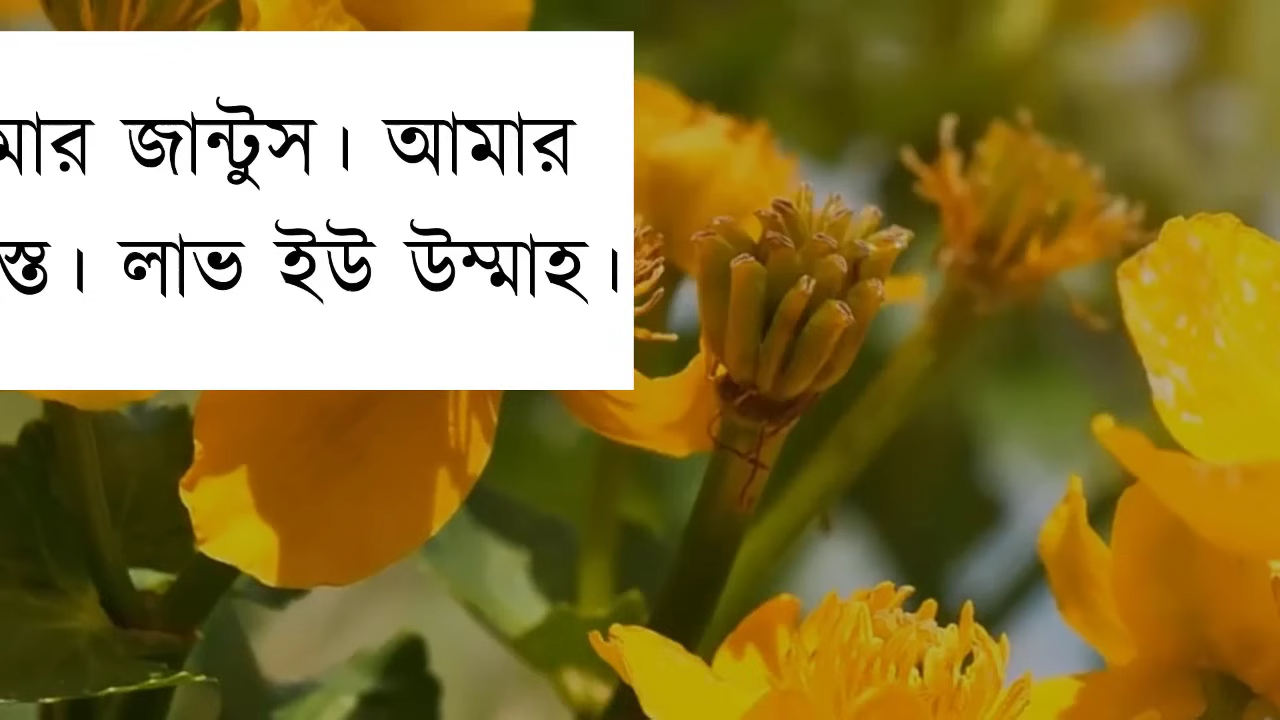 জান্টুস। আমার
লাভ ইউ উম্মাহ।